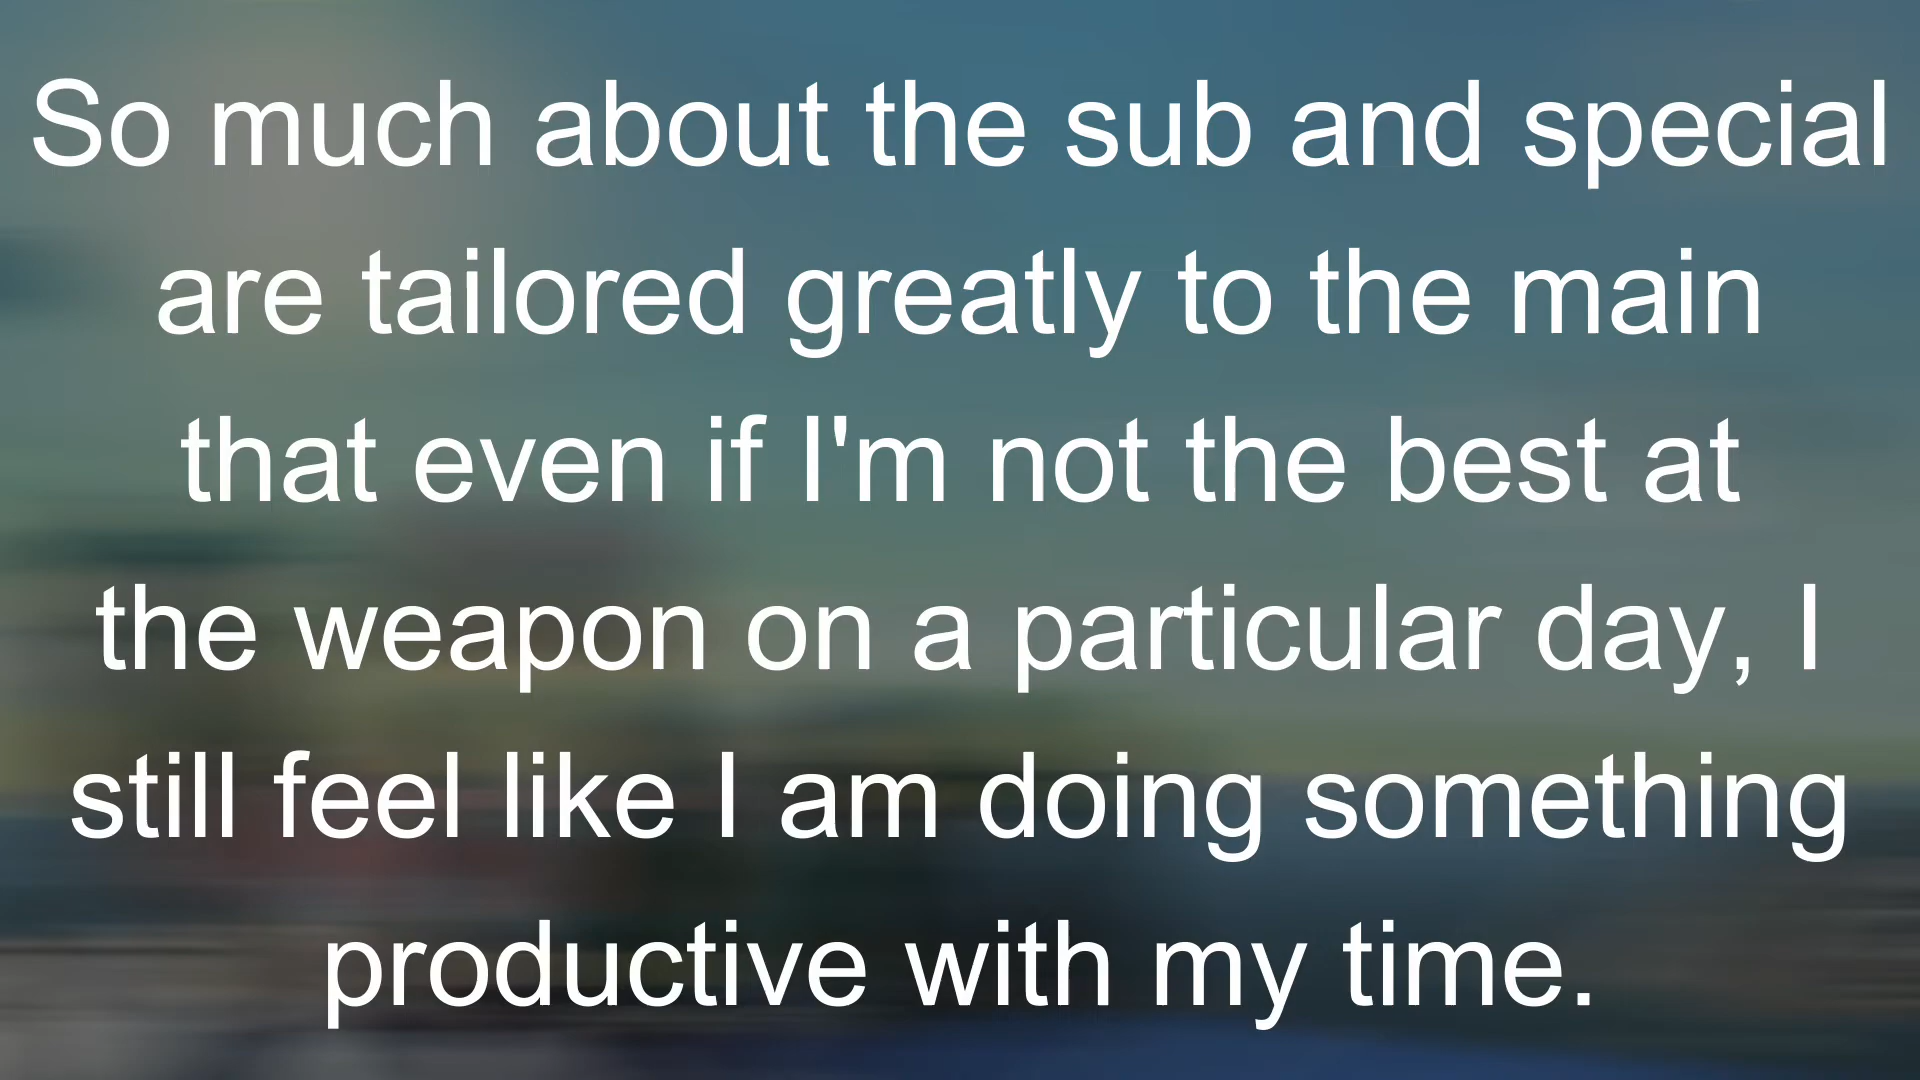 So much about the sub and special
are tailored greatly to the main
that even if I'm not the best at
the weapon on a particular day, I
still feel like I am doing something
productive with my time.